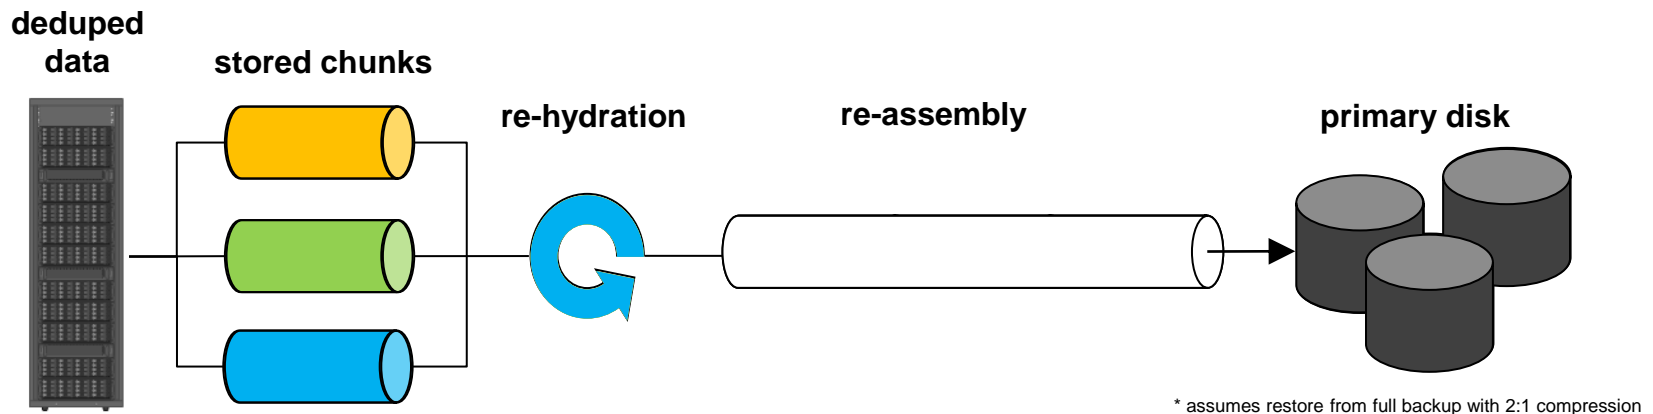 deduped
data
stored chunks
re-hydration
re-assembly
primary disk
* assumes restore from full backup with 2:1 compression